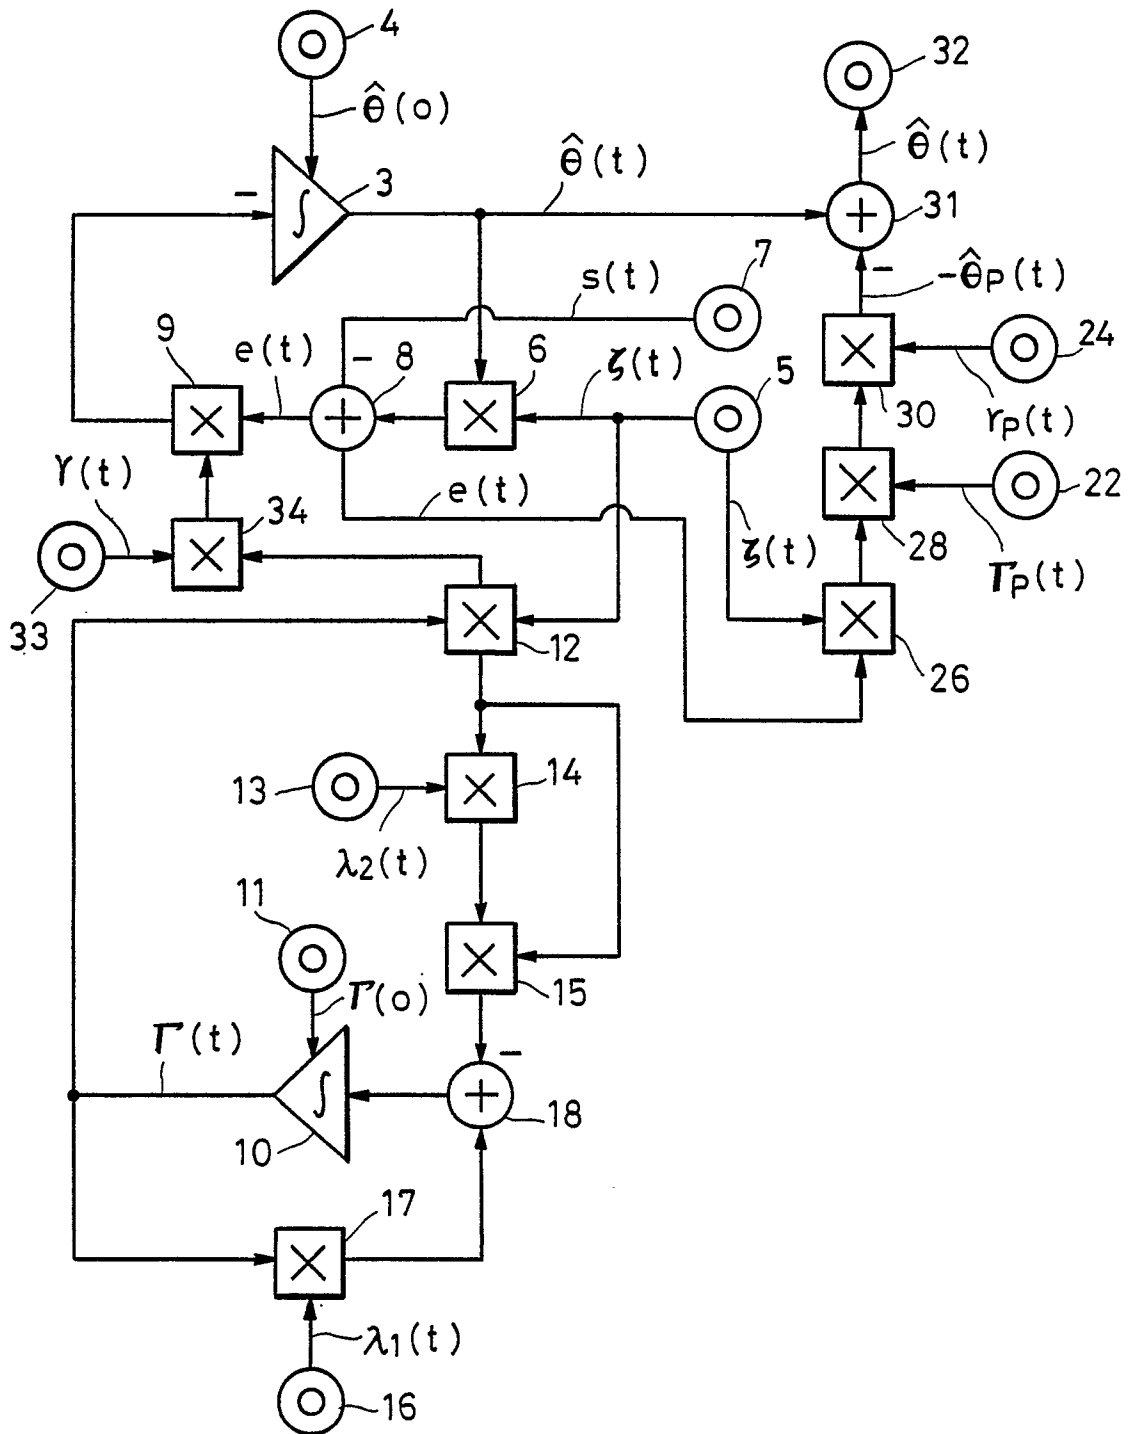 4
32
θ̂(o)
θ̂(t)
θ̂(t)
−
3
∫
+
31
7
s(t)
−
-θ̂p(t)
9
e(t)
8
6
ζ(t)
5
24
−
×
+
×
×
30
rp(t)
γ(t)
34
e(t)
×
22
28
×
ζ(t)
Γp(t)
33
×
12
×
26
13
×
14
λ2(t)
11
×
15
Γ(o)
Γ(t)
−
∫
+
18
10
17
×
λ1(t)
16